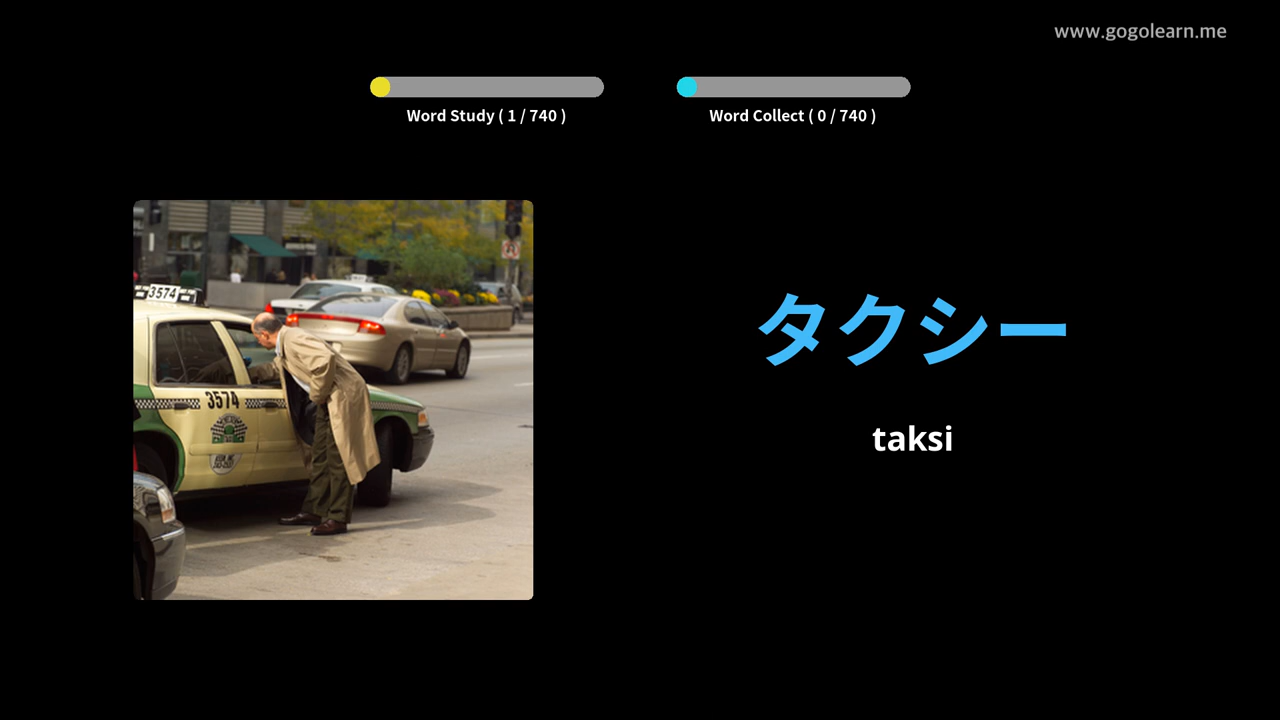 www.gogolearn.me
Word Study ( 1 / 740 )
Word Collect ( 0 / 740 )
タクシー
taksi
3574
3574